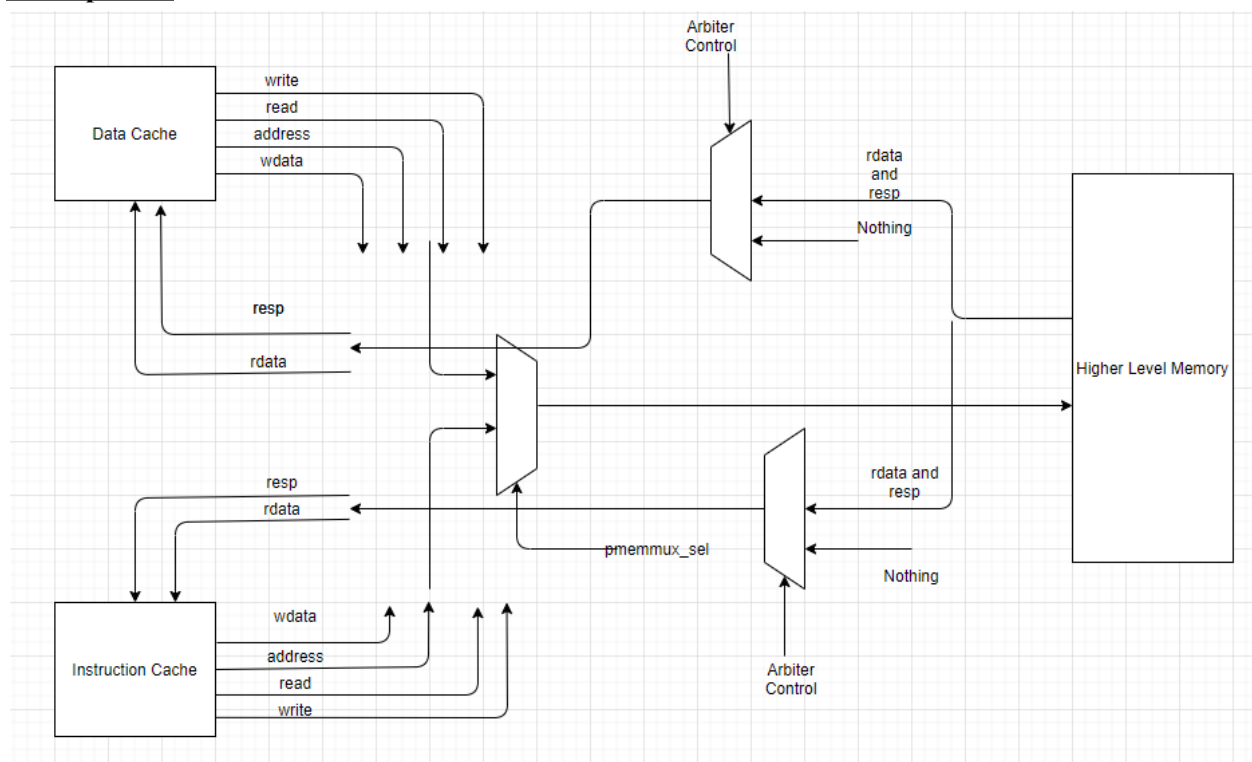 Arbiter
Control
write
read
address
wdata
Data Cache
rdata
and
resp
Nothing
resp
rdata
Higher Level Memory
resp
rdata
rdata and
resp
pmemmux_sel
Nothing
wdata
address
read
write
Instruction Cache
Arbiter
Control